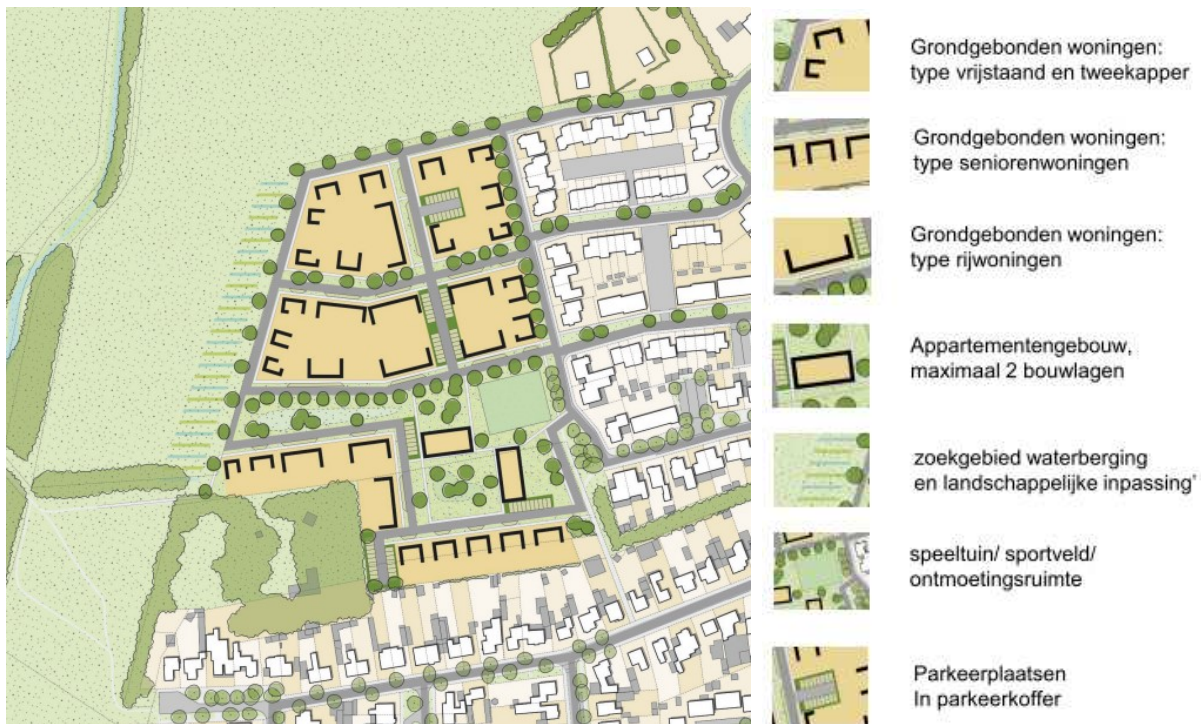 Grondgebonden woningen:
type vrijstaand en tweekapper
Grondgebonden woningen:
type seniorenwoningen
Grondgebonden woningen:
type rijwoningen
Appartementengebouw,
maximaal 2 bouwlagen
zoekgebied waterberging
en landschappelijke inpassing*
speeltuin/ sportveld/
ontmoetingsruimte
Parkeerplaatsen
In parkeerkoffer